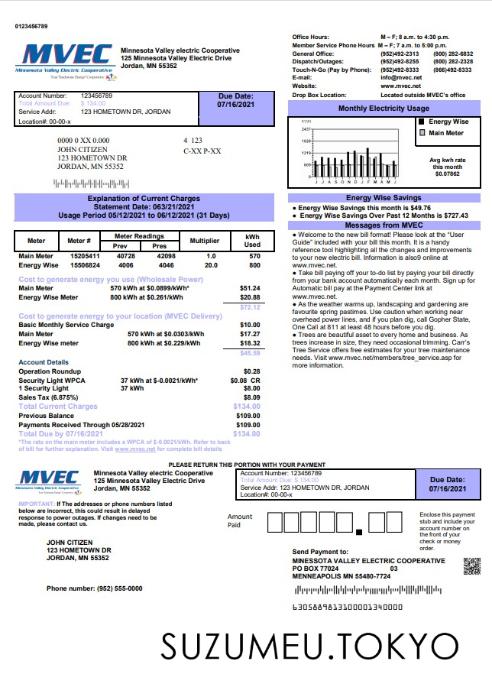 0123456789
MVEC
Minnesota Valley Electric Cooperative
Your Touchstone Energy® Cooperative
Minnesota Valley electric Cooperative
125 Minnesota Valley Electric Drive
Jordan, MN 55352
Office Hours: M – F; 8 a.m. to 4:30 p.m.
Member Service Phone Hours M – F; 7 a.m to 5:00 p.m.
General Office: (952)492-2313 (800) 282-6832
Dispatch/Outages: (952)492-8255 (800) 282-2328
Touch-N-Go (Pay by Phone): (952)492-8333 (866)492-8333
E-mail: info@mvec.net
Website: www.mvec.net
Drop Box Location: Located outside MVEC's office
Account Number: 123456789
Total Amount Due: $ 134.00
Service Addr: 123 HOMETOWN DR, JORDAN
Location#: 00-00-x
Due Date:
07/16/2021
0000 0 XX 0.000 4 123
JOHN CITIZEN C-XX P-XX
123 HOMETOWN DR
JORDAN, MN 55352
Monthly Electricity Usage
2437
1829
1218
609
0
J J A S O N D J F M A M J
Energy Wise
Main Meter
Avg kwh rate
this month
$0.07862
Explanation of Current Charges
Statement Date: 063/21/2021
Usage Period 05/12/2021 to 06/12/2021 (31 Days)
Meter Meter # Meter Readings Multiplier kWh
Prev Pres Used
Main Meter 15205411 40728 42098 1.0 570
Energy Wise 15506824 4006 4046 20.0 800
Cost to generate energy you use (Wholesale Power)
Main Meter 570 kWh at $0.0899/kWh* $51.24
Energy Wise Meter 800 kWh at $0.261/kWh $20.88
$72.12
Cost to generate energy to your location (MVEC Delivery)
Basic Monthly Service Charge $10.00
Main Meter 570 kWh at $0.0303/kWh $17.27
Energy Wise meter 800 kWh at $0.229/kWh $18.32
$45.59
Account Details
Operation Roundup $0.28
Security Light WPCA 37 kWh at $-0.0021/kWh* $0.08 CR
1 Security Light 37 kWh $8.00
Sales Tax (6.875%) $8.09
Total Current Charges $134.00
Previous Balance $109.00
Payments Received Through 05/28/2021 $109.00
Total Due by 07/16/2021 $134.00
*The rate on the main meter includes a WPCA of $-0.0021/kWh. Refer to back
of bill for further explanation. Visit www.mvec.net for complete bill details
Energy Wise Savings
● Energy Wise Savings this month is $49.76
● Energy Wise Savings Over Past 12 Months is $727.43
Messages from MVEC
● Welcome to the new bill format! Please look at the "User
Guide" included with your bill this month. It is a handy
reference tool highlighting all the changes and improvements
to your new electric bill. Information is also9 online at
www.mvec.net.
● Take bill paying off your to-do list by paying your bill directly
from your bank account automatically each month. Sign up for
Automatic bill pay at the Payment Center link at
www.mvec.net.
● As the weather warms up, landscaping and gardening are
favourite spring pastimes. Use caution when working near
overhead power lines, and if you plan dig, call Gopher State,
One Call at 811 at least 48 hours before you dig.
● Trees are beautiful asset to every home and business. As
trees increase in size, they need occasional trimming. Carr's
Tree Service offers free estimates for your tree maintenance
needs. Visit www.mvec.net/members/tree_service.asp for
more information.
PLEASE RETURN THIS PORTION WITH YOUR PAYMENT
MVEC
Minnesota Valley Electric Cooperative
Your Touchstone Energy® Cooperative
Minnesota Valley electric Cooperative
125 Minnesota Valley Electric Drive
Jordan, MN 55352
Account Number: 123456789
Total Amount Due: $ 134.00
Service Addr: 123 HOMETOWN DR, JORDAN
Location#: 00-00-x
Due Date:
07/16/2021
IMPORTANT: If the addresses or phone numbers listed
below are incorrect, this could result in delayed
response to power outages. If changes need to be
made, please contact us.
Amount
Paid
Enclose this payment
stub and include your
account number on
the front of your
check or money
order.
JOHN CITIZEN
123 HOMETOWN DR
JORDAN, MN 55352
Phone number: (952) 555-0000
Send Payment to:
MINESSOTA VALLEY ELECTRIC COOPERATIVE
PO BOX 77024 03
MENNEAPOLIS MN 55480-7724
SUZUMEU.TOKYO